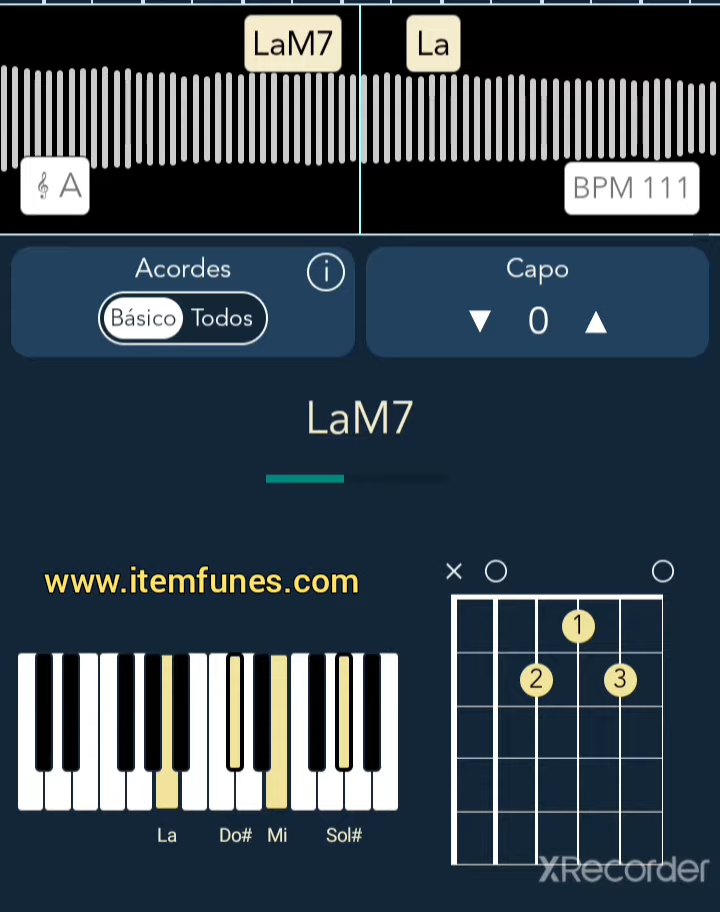 LaM7 La
A BPM 111
Acordes i Capo
Básico Todos 0
LaM7
www.itemfunes.com
1
2 3
La Do# Mi Sol#
XRecorder